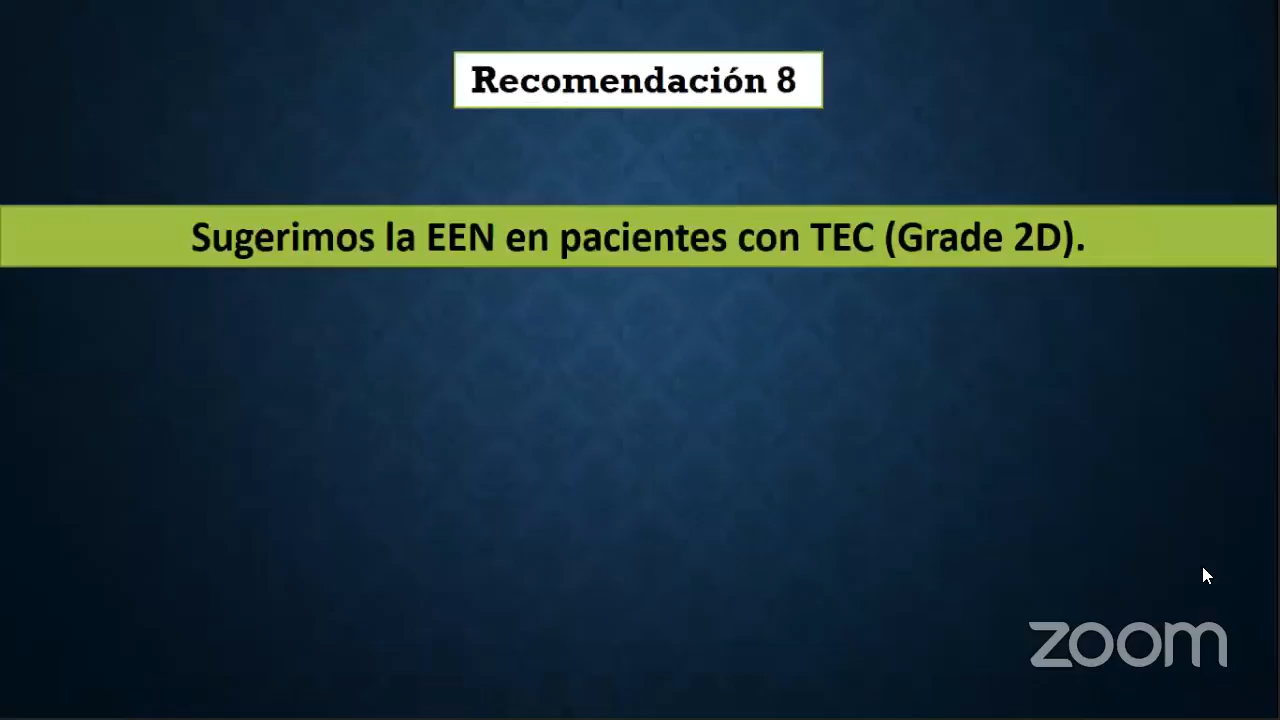 Recomendación 8
Sugerimos la EEN en pacientes con TEC (Grade 2D).
zoom